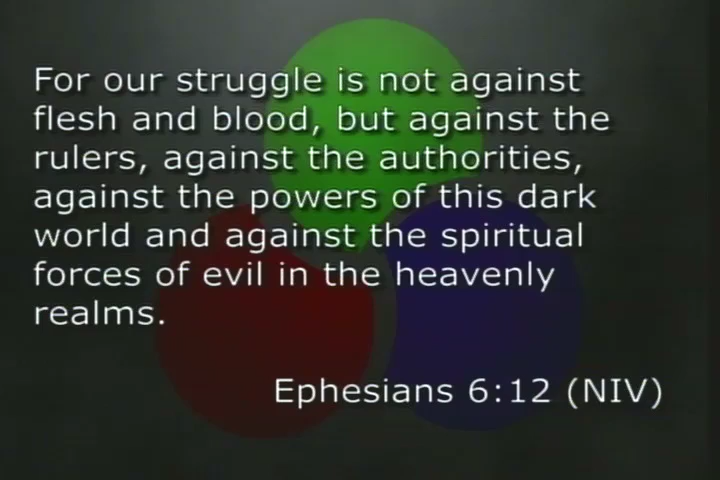 For our struggle is not against
flesh and blood, but against the
rulers, against the authorities,
against the powers of this dark
world and against the spiritual
forces of evil in the heavenly
realms.
Ephesians 6:12 (NIV)